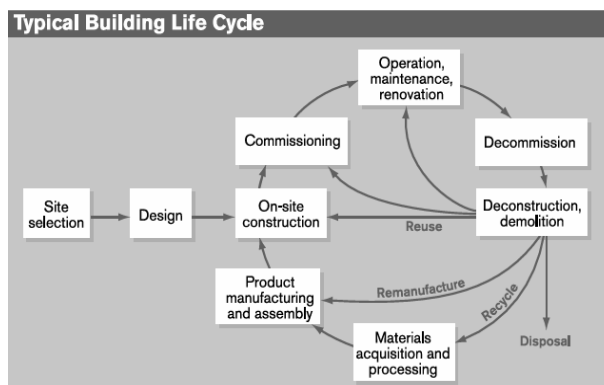 Typical Building Life Cycle
Operation,
maintenance,
renovation
Commissioning
Decommission
Site
selection
Design
On-site
construction
Deconstruction,
demolition
Reuse
Product
manufacturing
and assembly
Remanufacture
Recycle
Materials
acquisition and
processing
Disposal